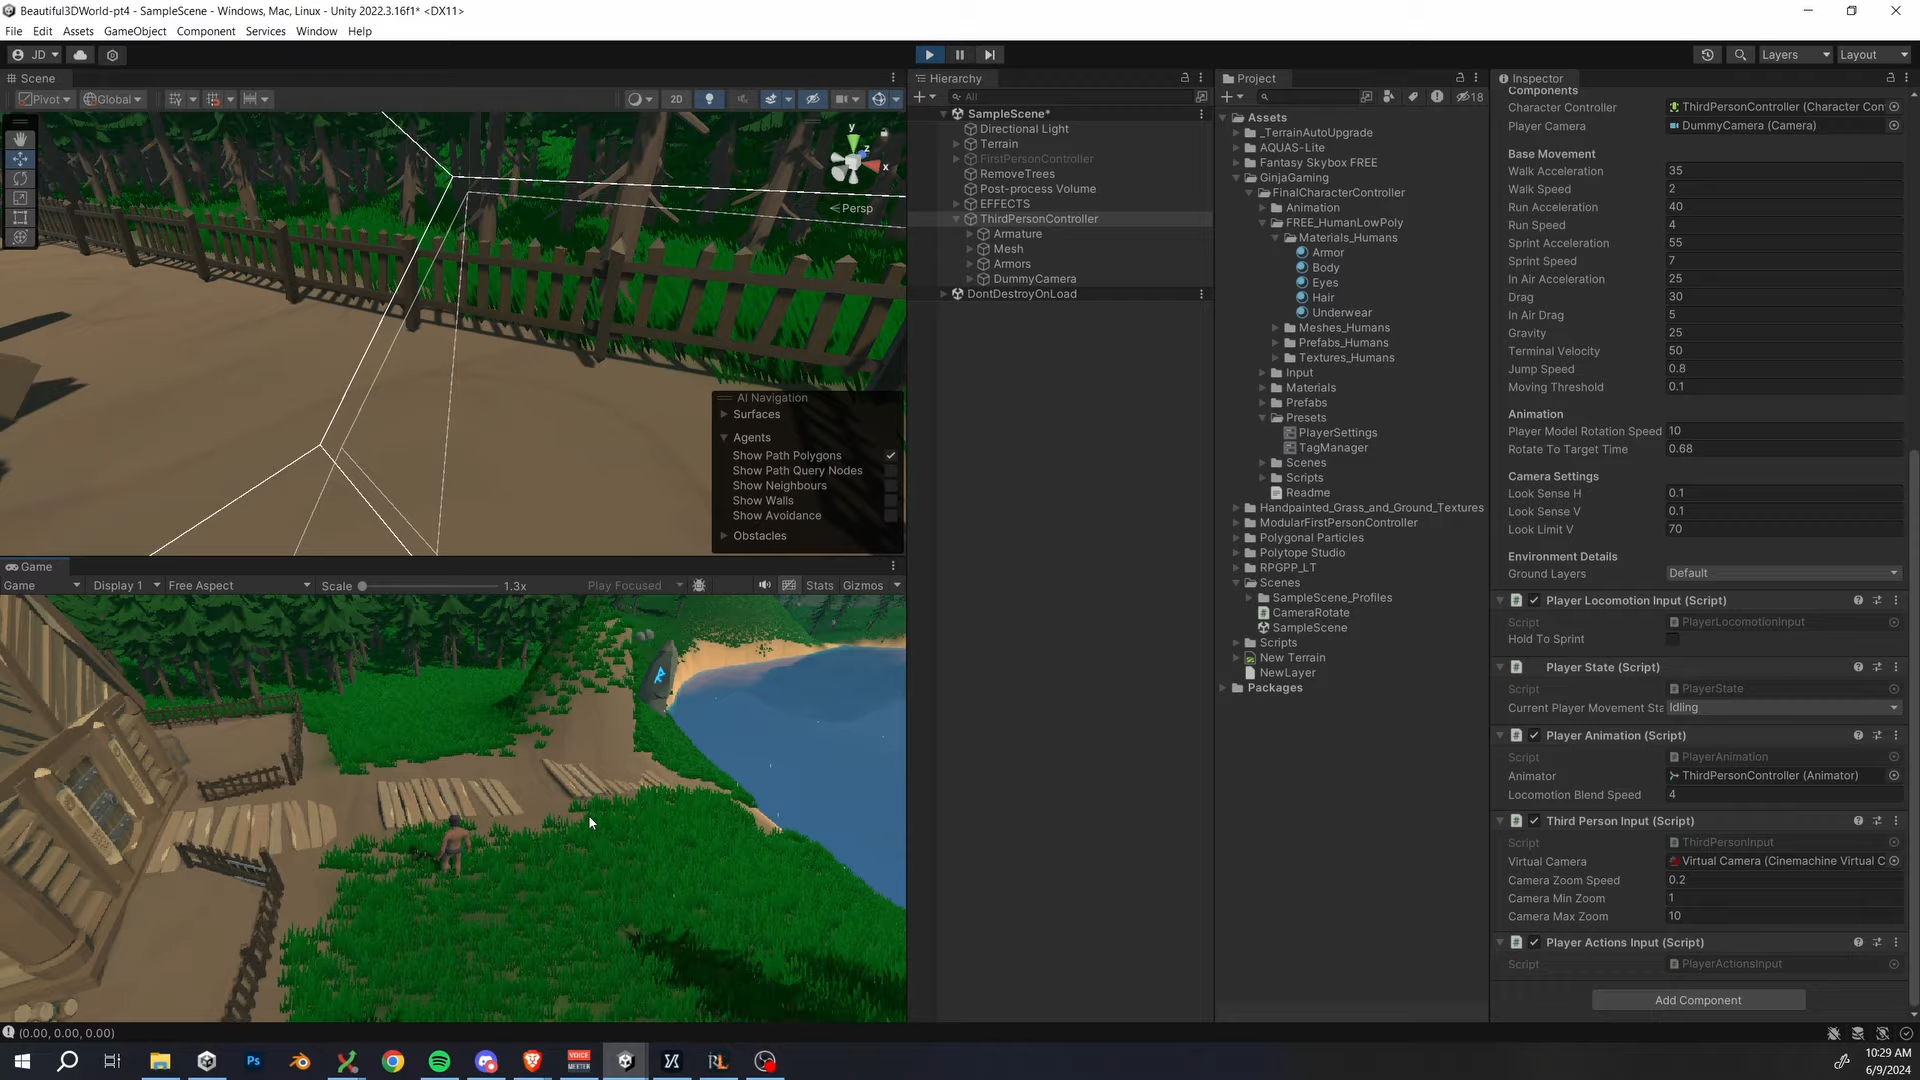 Beautiful3DWorld-pt4 - SampleScene - Windows, Mac, Linux - Unity 2022.3.16f1* <DX11>
File Edit Assets GameObject Component Services Window Help
JD
Layers Layout
Scene
Pivot Global 2D
y
z
x
Persp
AI Navigation
Surfaces
Agents
Show Path Polygons
Show Path Query Nodes
Show Neighbours
Show Walls
Show Avoidance
Obstacles
Game
Game Display 1 Free Aspect Scale 1.3x Play Focused Stats Gizmos
Hierarchy
All
SampleScene*
Directional Light
Terrain
FirstPersonController
RemoveTrees
Post-process Volume
EFFECTS
ThirdPersonController
Armature
Mesh
Armors
DummyCamera
DontDestroyOnLoad
Project
18
Assets
_TerrainAutoUpgrade
AQUAS-Lite
Fantasy Skybox FREE
GinjaGaming
FinalCharacterController
Animation
FREE_HumanLowPoly
Materials_Humans
Armor
Body
Eyes
Hair
Underwear
Meshes_Humans
Prefabs_Humans
Textures_Humans
Input
Materials
Prefabs
Presets
PlayerSettings
TagManager
Scenes
Scripts
Readme
Handpainted_Grass_and_Ground_Textures
ModularFirstPersonController
Polygonal Particles
Polytope Studio
RPGPP_LT
Scenes
SampleScene_Profiles
CameraRotate
SampleScene
Scripts
New Terrain
NewLayer
Packages
Inspector
Components
Character Controller ThirdPersonController (Character Con
Player Camera DummyCamera (Camera)
Base Movement
Walk Acceleration 35
Walk Speed 2
Run Acceleration 40
Run Speed 4
Sprint Acceleration 55
Sprint Speed 7
In Air Acceleration 25
Drag 30
In Air Drag 5
Gravity 25
Terminal Velocity 50
Jump Speed 0.8
Moving Threshold 0.1
Animation
Player Model Rotation Speed 10
Rotate To Target Time 0.68
Camera Settings
Look Sense H 0.1
Look Sense V 0.1
Look Limit V 70
Environment Details
Ground Layers Default
Player Locomotion Input (Script)
Script PlayerLocomotionInput
Hold To Sprint
Player State (Script)
Script PlayerState
Current Player Movement Sta Idling
Player Animation (Script)
Script PlayerAnimation
Animator ThirdPersonController (Animator)
Locomotion Blend Speed 4
Third Person Input (Script)
Script ThirdPersonInput
Virtual Camera Virtual Camera (Cinemachine Virtual C
Camera Zoom Speed 0.2
Camera Min Zoom 1
Camera Max Zoom 10
Player Actions Input (Script)
Script PlayerActionsInput
Add Component
(0.00, 0.00, 0.00)
Ps
VOICE
MEETER
RL
10:29 AM
6/9/2024